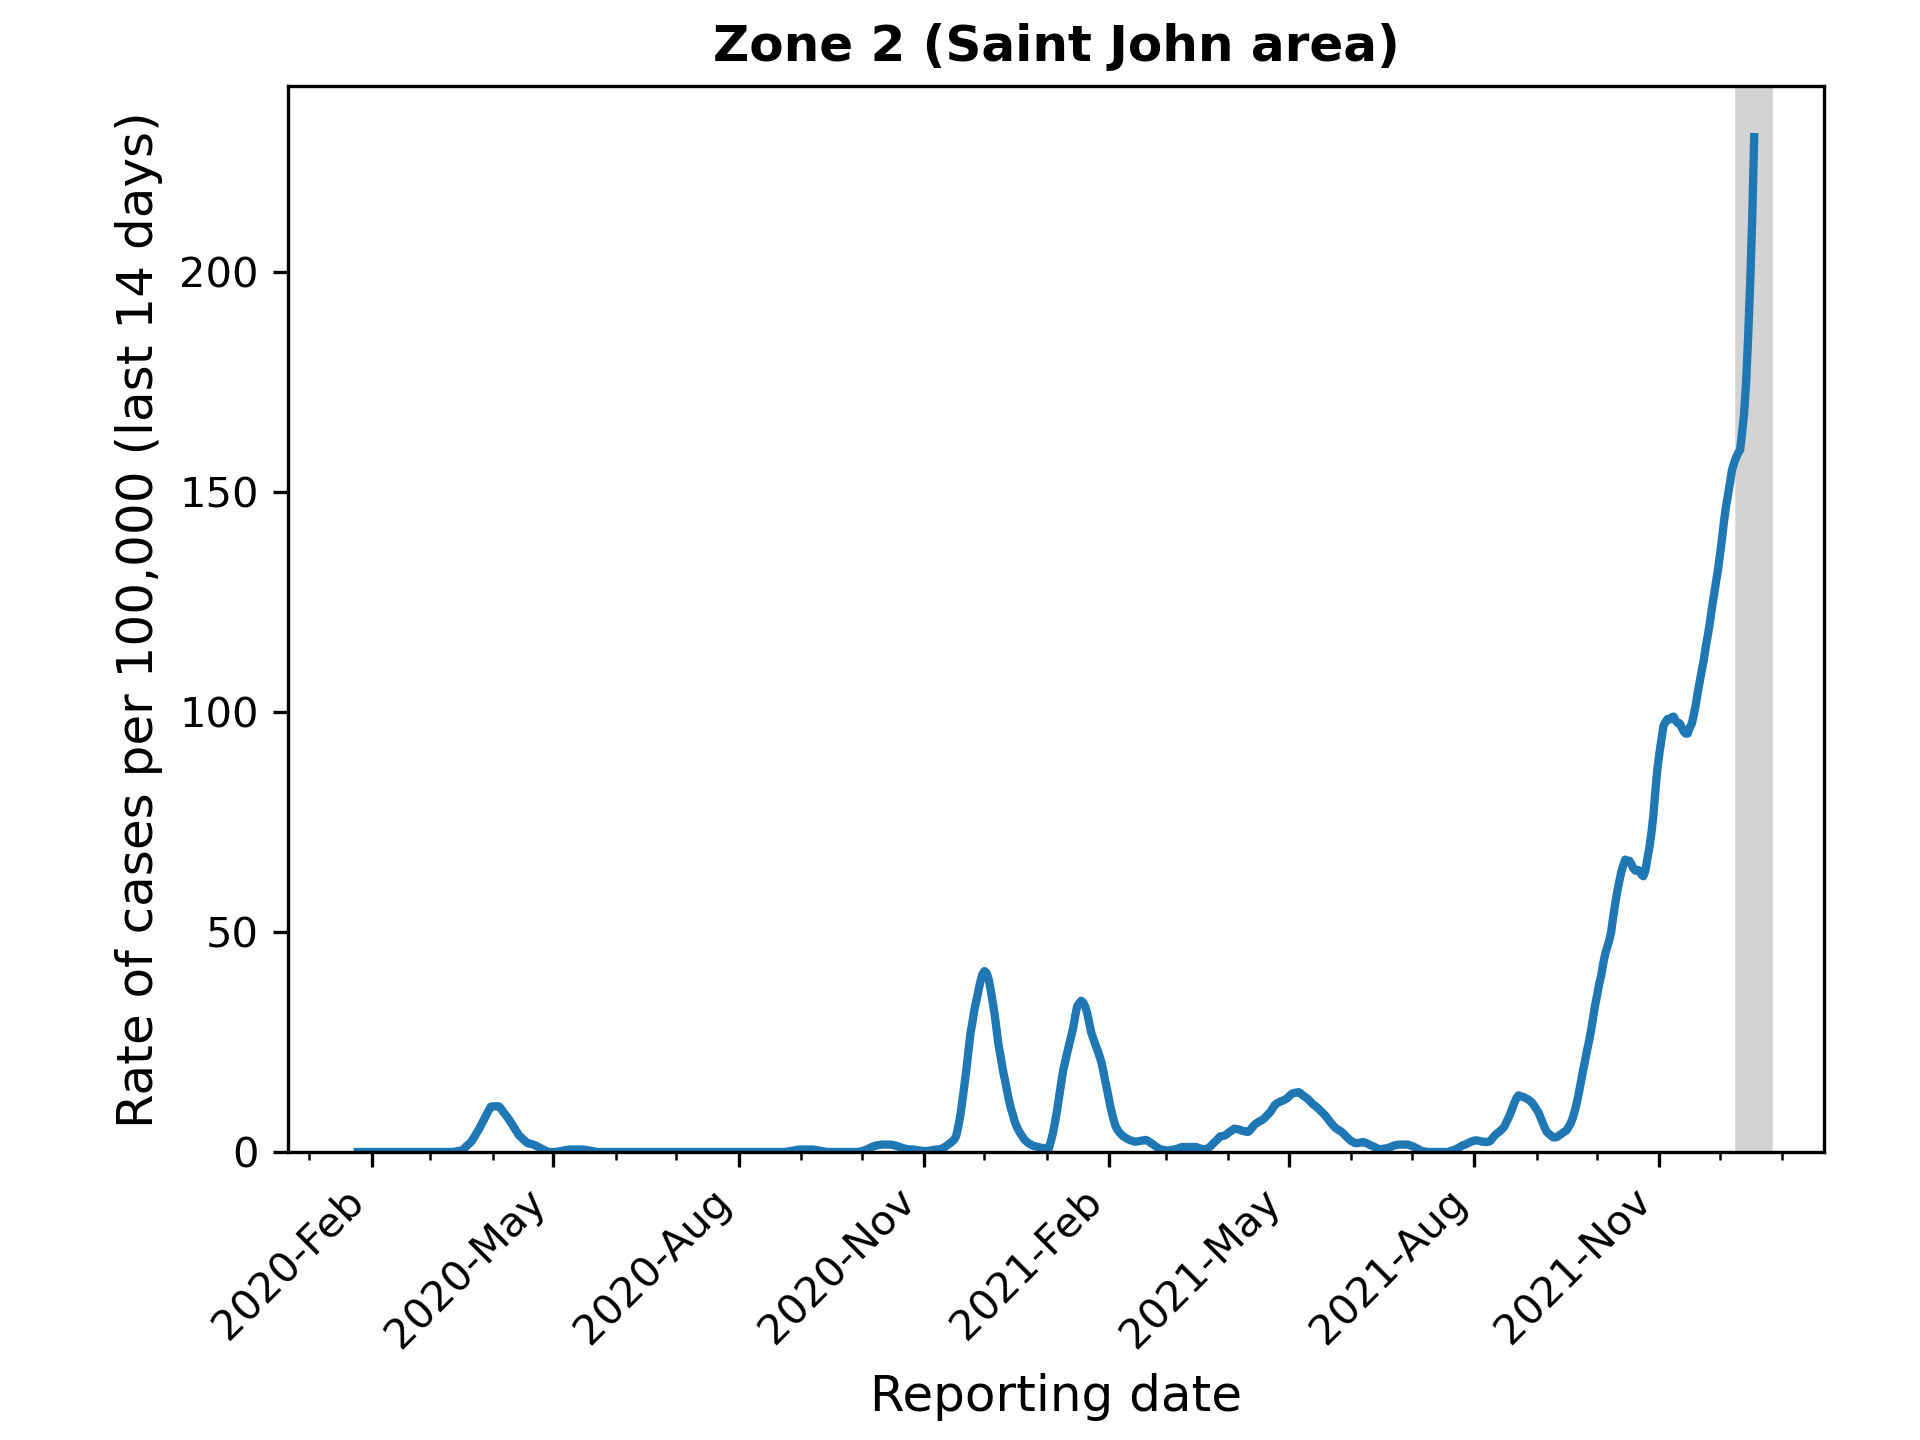 Zone 2 (Saint John area)
Rate of cases per 100,000 (last 14 days)
200
150
100
50
0
2020-Feb
2020-May
2020-Aug
2020-Nov
2021-Feb
2021-May
2021-Aug
2021-Nov
Reporting date